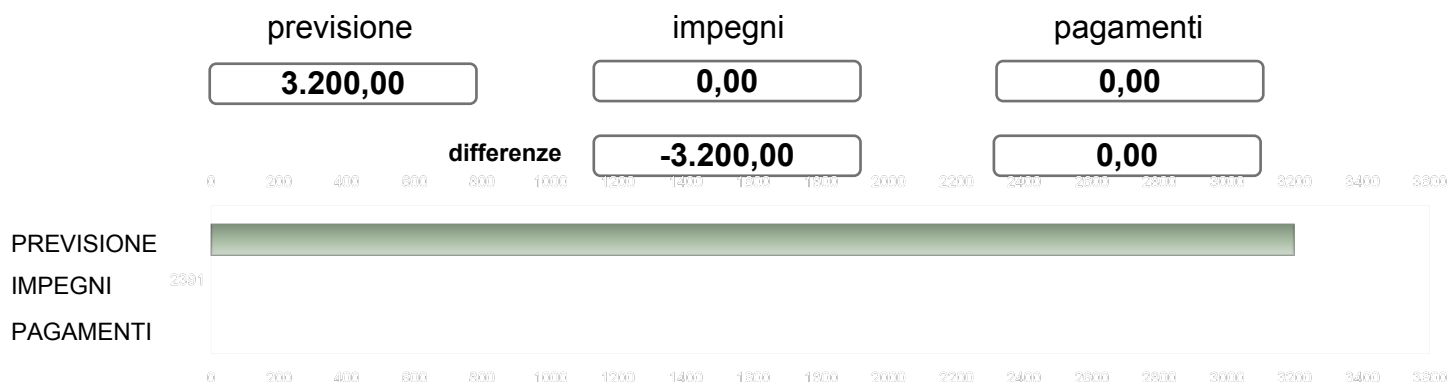 previsione impegni pagamenti
3.200,00 0,00 0,00
differenze -3.200,00 0,00
0 200 400 600 800 1000 1200 1400 1600 1800 2000 2200 2400 2600 2800 3000 3200 3400 3600
PREVISIONE
IMPEGNI 2391
PAGAMENTI
0 200 400 600 800 1000 1200 1400 1600 1800 2000 2200 2400 2600 2800 3000 3200 3400 3600